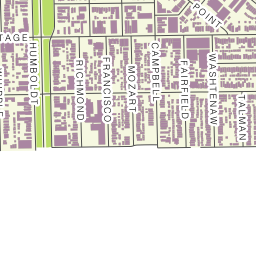 POINT
TAGE
HUMBOLDT
RICHMOND
FRANCISCO
MOZART
CAMPBELL
FAIRFIELD
WASHTENAW
TALMAN